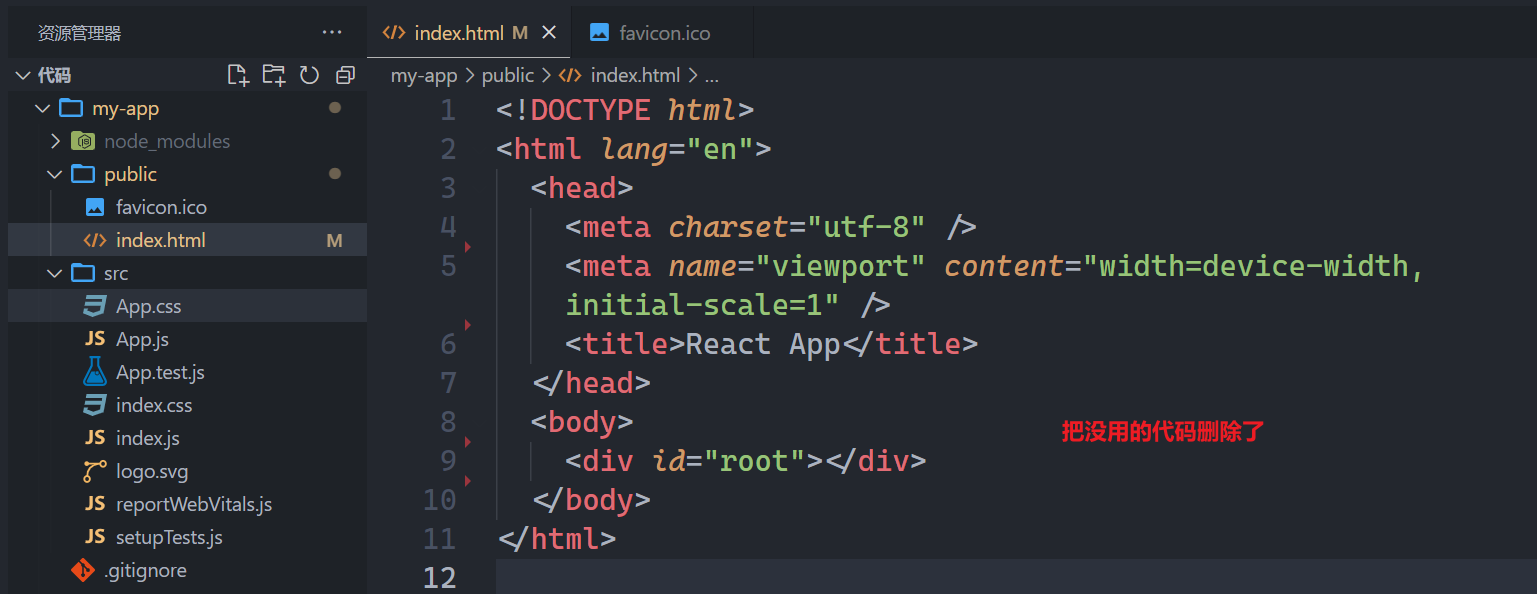 资源管理器 ...
代码
my-app
node_modules
public
favicon.ico
index.html M
src
App.css
App.js
App.test.js
index.css
index.js
logo.svg
reportWebVitals.js
setupTests.js
.gitignore
index.html M
favicon.ico
my-app > public > index.html > ...
1 <!DOCTYPE html>
2 <html lang="en">
3 <head>
4 <meta charset="utf-8" />
5 <meta name="viewport" content="width=device-width,
initial-scale=1" />
6 <title>React App</title>
7 </head>
8 <body>
9 <div id="root"></div>
10 </body>
11 </html>
12
把没用的代码删除了